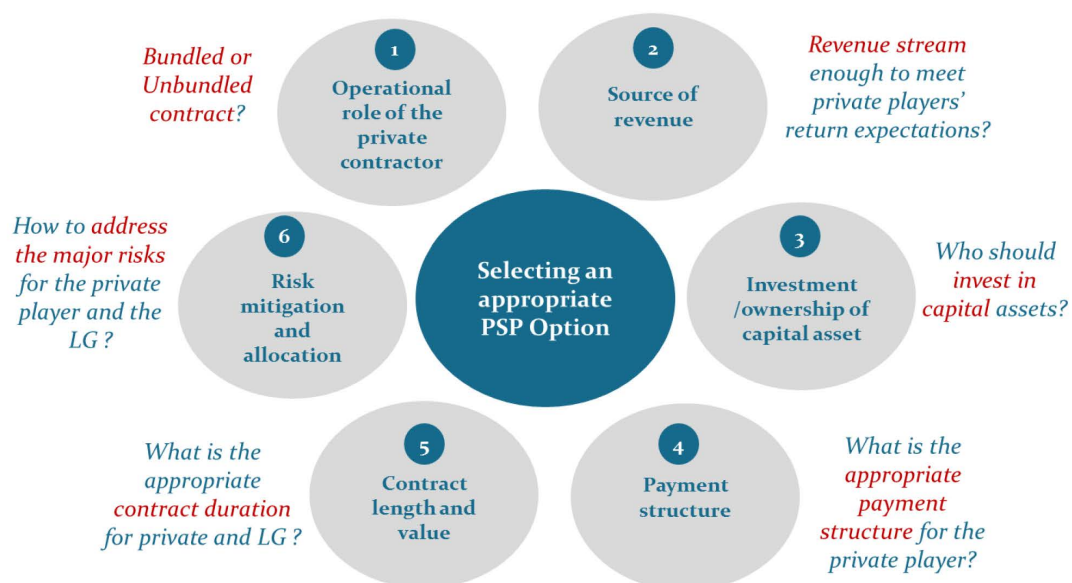 Bundled or
Unbundled
contract?
1
Operational
role of the
private
contractor
2
Source of
revenue
Revenue stream
enough to meet
private players’
return expectations?
How to address
the major risks
for the private
player and the
LG ?
6
Risk
mitigation
and
allocation
Selecting an
appropriate
PSP Option
3
Investment
/ownership of
capital asset
Who should
invest in
capital assets?
What is the
appropriate
contract duration
for private and LG ?
5
Contract
length and
value
4
Payment
structure
What is the
appropriate
payment
structure for the
private player?